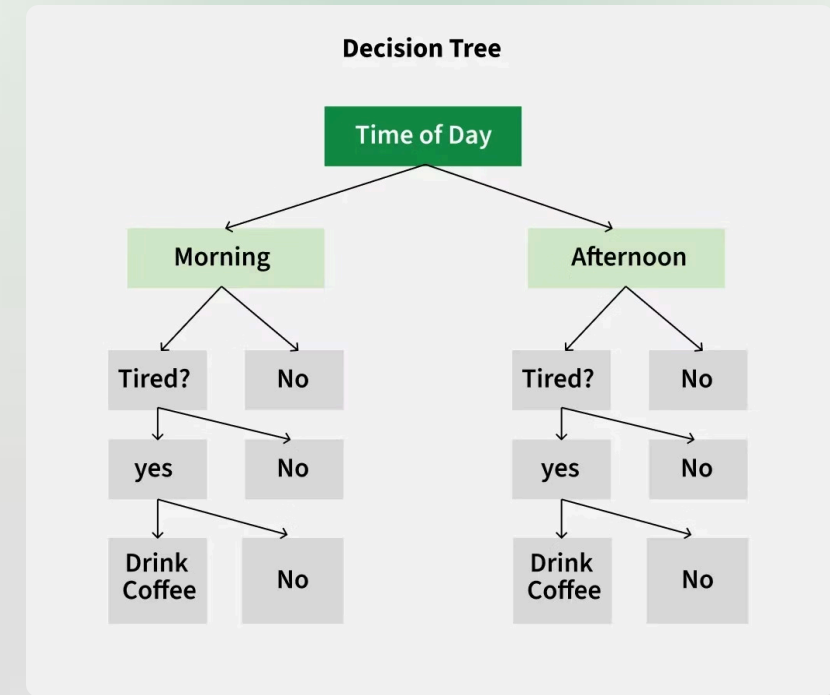 Decision Tree
Time of Day
Morning
Afternoon
Tired?
No
Tired?
No
yes
No
yes
No
Drink
Coffee
No
Drink
Coffee
No